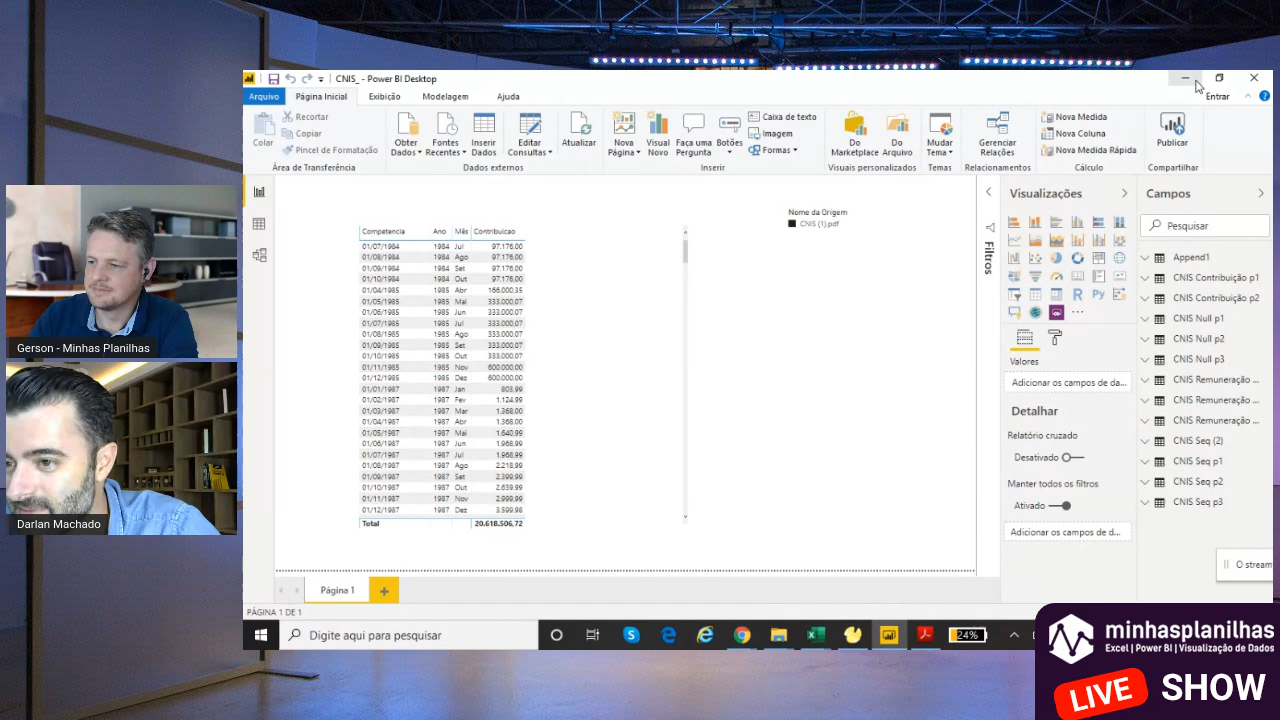 CNIS_ - Power BI Desktop
Arquivo Página Inicial Exibição Modelagem Ajuda Entrar
Colar
Recortar
Copiar
Pincel de Formatação
Obter Dados
Fontes Recentes
Inserir Dados
Editar Consultas
Atualizar
Nova Página
Visual Novo
Faça uma Pergunta
Botões
Caixa de texto
Imagem
Formas
Do Marketplace
Do Arquivo
Mudar Tema
Gerenciar Relações
Nova Medida
Nova Coluna
Nova Medida Rápida
Publicar
Área de Transferência Dados externos Inserir Visuais personalizados Temas Relacionamentos Cálculo Compartilhar
Competencia Ano Mês Contribuicao
01/07/1984 1984 Jul 97.176.00
01/08/1984 1984 Ago 97.176.00
01/09/1984 1984 Set 97.176.00
01/10/1984 1984 Out 97.176.00
01/04/1985 1985 Abr 166.000.35
01/05/1985 1985 Mai 333.000.07
01/06/1985 1985 Jun 333.000.07
01/07/1985 1985 Jul 333.000.07
01/08/1985 1985 Ago 333.000.07
01/09/1985 1985 Set 333.000.07
01/10/1985 1985 Out 333.000.07
01/11/1985 1985 Nov 600.000.00
01/12/1985 1985 Dez 600.000.00
01/01/1987 1987 Jan 803.99
01/02/1987 1987 Fev 1.124.99
01/03/1987 1987 Mar 1.368.00
01/04/1987 1987 Abr 1.368.00
01/05/1987 1987 Mai 1.640.99
01/06/1987 1987 Jun 1.968.99
01/07/1987 1987 Jul 1.968.99
01/08/1987 1987 Ago 2.218.99
01/09/1987 1987 Set 2.399.99
01/10/1987 1987 Out 2.639.99
01/11/1987 1987 Nov 2.999.99
01/12/1987 1987 Dez 3.599.98
Total 20.618.506,72
Nome da Origem
CNIS (1).pdf
Filtros
Visualizações
R Py
Valores
Adicionar os campos de da...
Detalhar
Relatório cruzado
Desativado
Manter todos os filtros
Ativado
Adicionar os campos de d...
Campos
Pesquisar
Append1
CNIS Contribuição p1
CNIS Contribuição p2
CNIS Null p1
CNIS Null p2
CNIS Null p3
CNIS Remuneração ...
CNIS Remuneração ...
CNIS Remuneração ...
CNIS Seq (2)
CNIS Seq p1
CNIS Seq p2
CNIS Seq p3
O stream
Página 1
PÁGINA 1 DE 1
Digite aqui para pesquisar
24%
Gerson - Minhas Planilhas
Darlan Machado
minhasplanilhas
Excel | Power BI | Visualização de Dados
LIVE SHOW